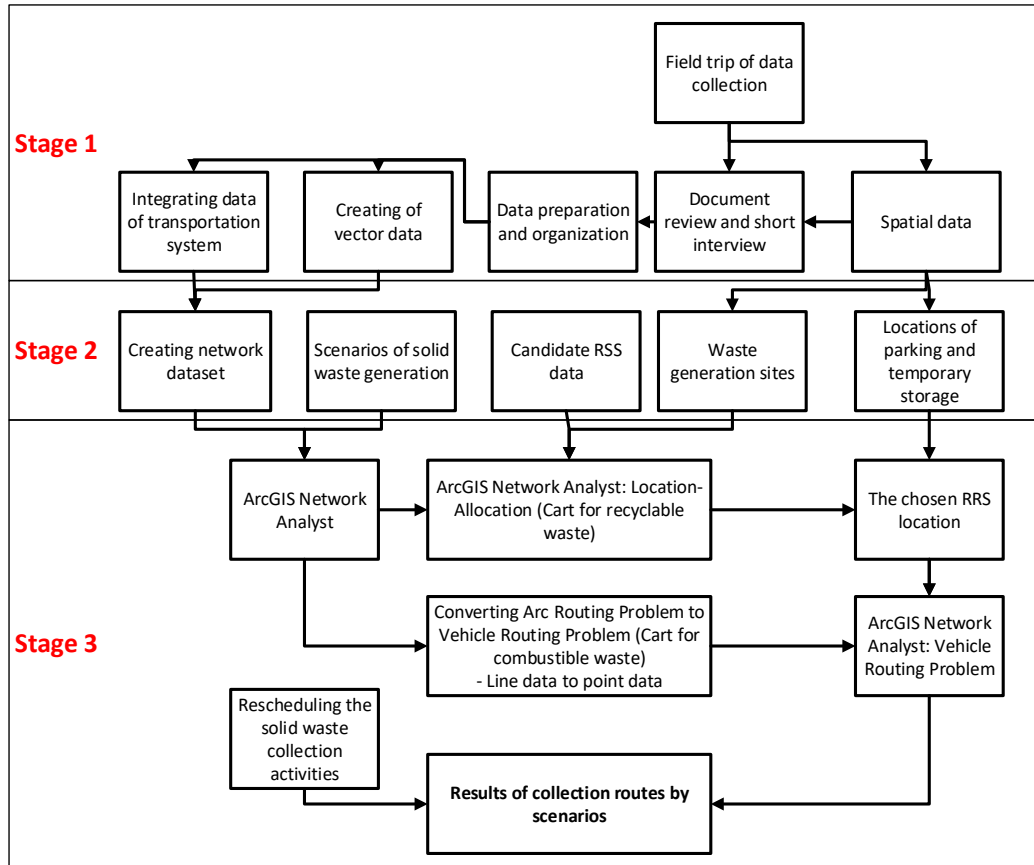 Field trip of data
collection
Stage 1
Integrating data
of transportation
system
Creating of
vector data
Data preparation
and organization
Document
review and short
interview
Spatial data
Stage 2
Creating network
dataset
Scenarios of solid
waste generation
Candidate RSS
data
Waste
generation sites
Locations of
parking and
temporary
storage
Stage 3
ArcGIS Network
Analyst
ArcGIS Network Analyst: Location-
Allocation (Cart for recyclable
waste)
The chosen RRS
location
Converting Arc Routing Problem to
Vehicle Routing Problem (Cart for
combustible waste)
- Line data to point data
ArcGIS Network
Analyst: Vehicle
Routing Problem
Rescheduling the
solid waste
collection
activities
Results of collection routes by
scenarios